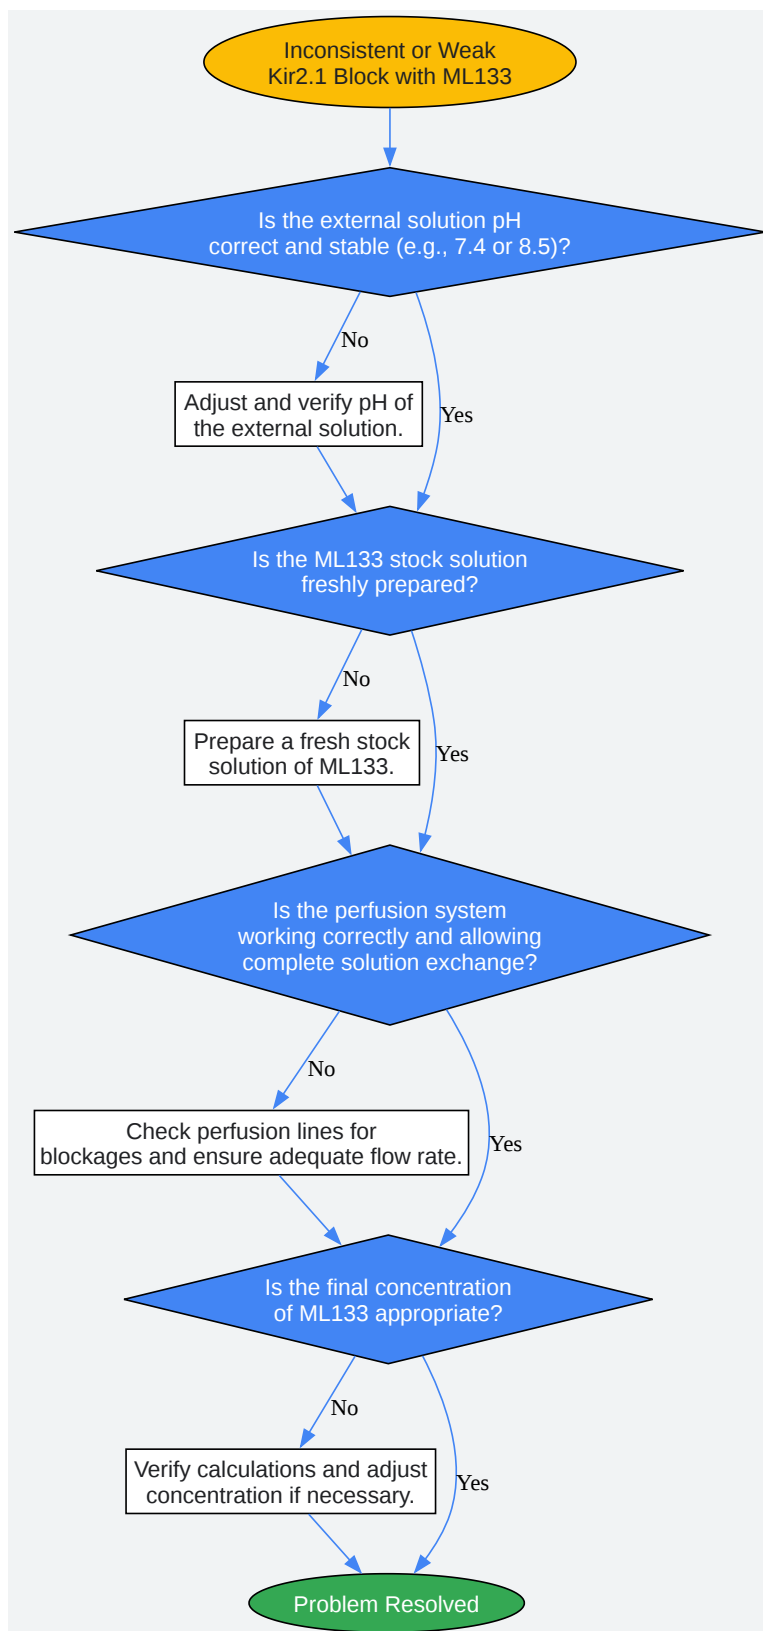 Inconsistent or Weak
Kir2.1 Block with ML133
Is the external solution pH
correct and stable (e.g., 7.4 or 8.5)?
No
Adjust and verify pH of
the external solution.
Yes
Is the ML133 stock solution
freshly prepared?
No
Prepare a fresh stock
solution of ML133.
Yes
Is the perfusion system
working correctly and allowing
complete solution exchange?
No
Check perfusion lines for
blockages and ensure adequate flow rate.
Yes
Is the final concentration
of ML133 appropriate?
No
Verify calculations and adjust
concentration if necessary.
Yes
Problem Resolved